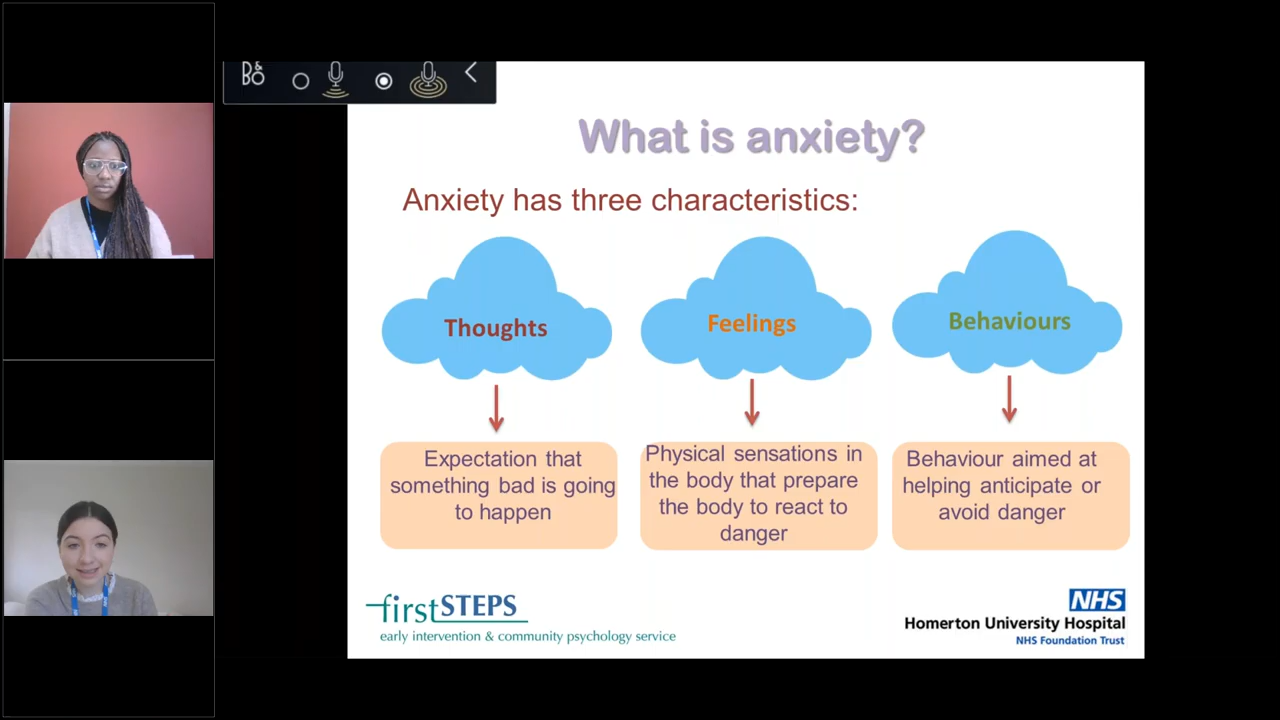 B&O
What is anxiety?
Anxiety has three characteristics:
Thoughts
Feelings
Behaviours
Expectation that
something bad is going
to happen
Physical sensations in
the body that prepare
the body to react to
danger
Behaviour aimed at
helping anticipate or
avoid danger
firstSTEPS
early intervention & community psychology service
NHS
Homerton University Hospital
NHS Foundation Trust